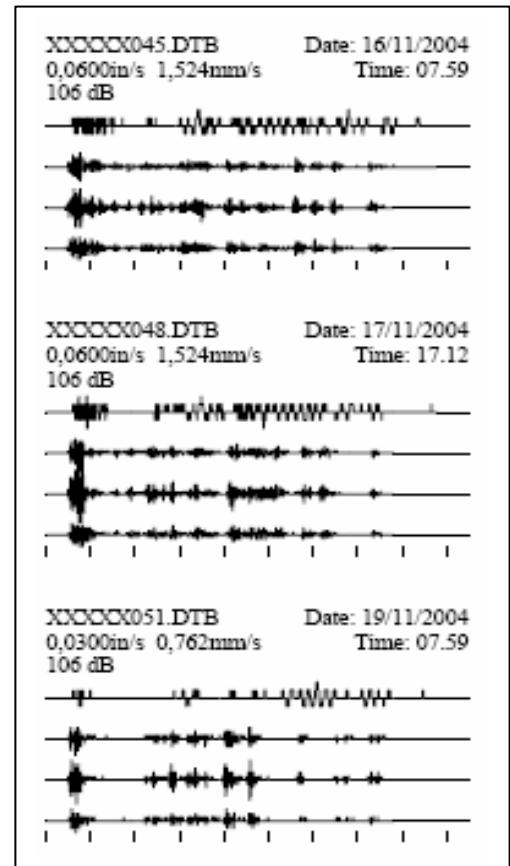 XXXXX045.DTB Date: 16/11/2004
0,0600in/s 1,524mm/s Time: 07.59
106 dB
XXXXX048.DTB Date: 17/11/2004
0,0600in/s 1,524mm/s Time: 17.12
106 dB
XXXXX051.DTB Date: 19/11/2004
0,0300in/s 0,762mm/s Time: 07.59
106 dB